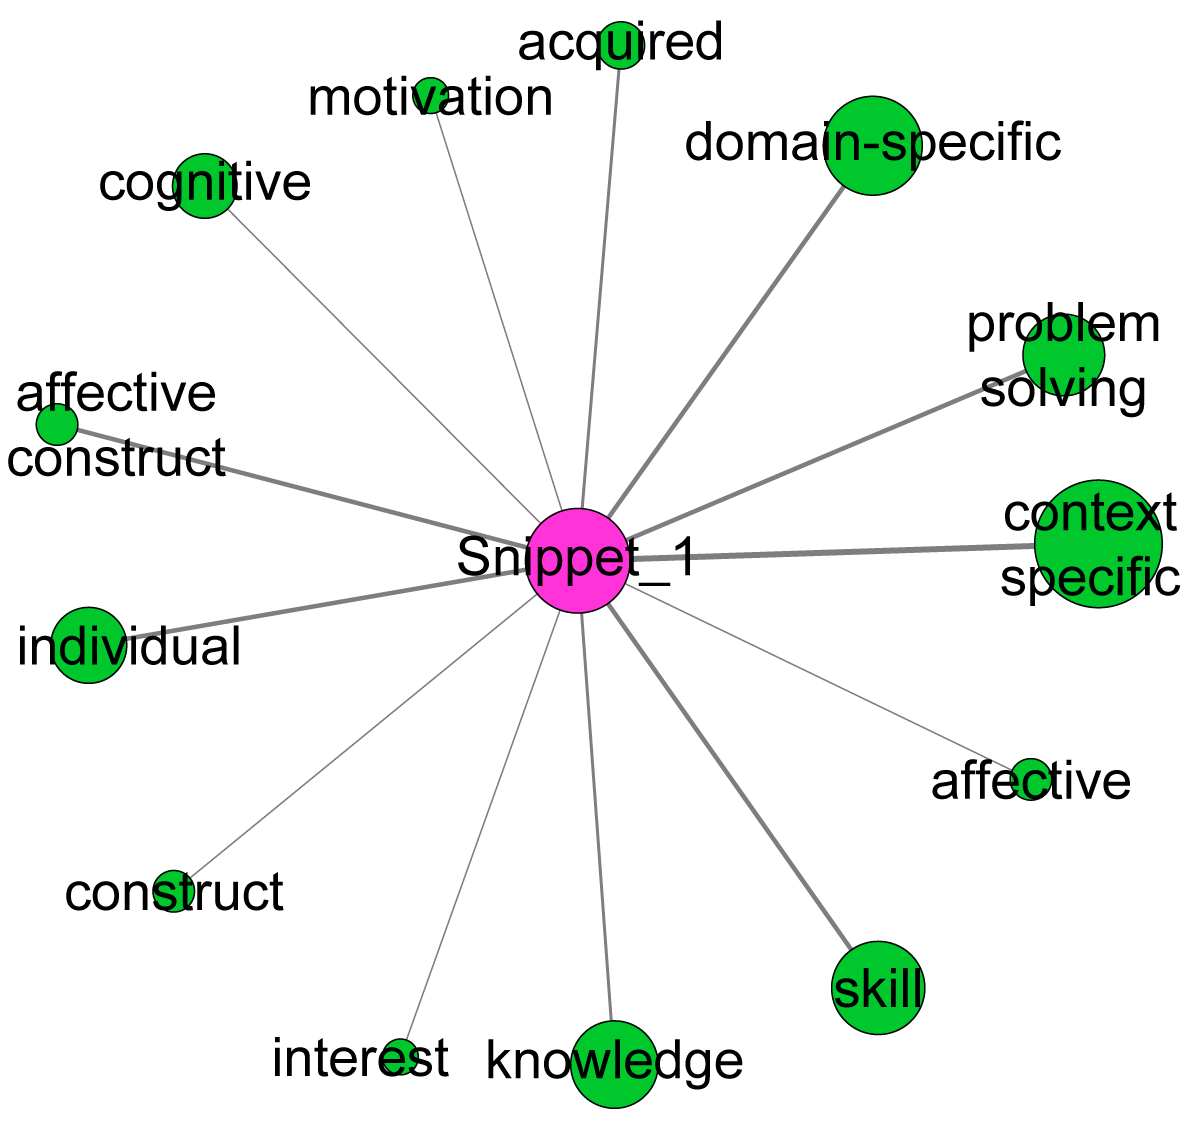 acquired
motivation
domain-specific
cognitive
problem
solving
affective
construct
context
specific
Snippet_1
individual
affective
construct
skill
interest
knowledge